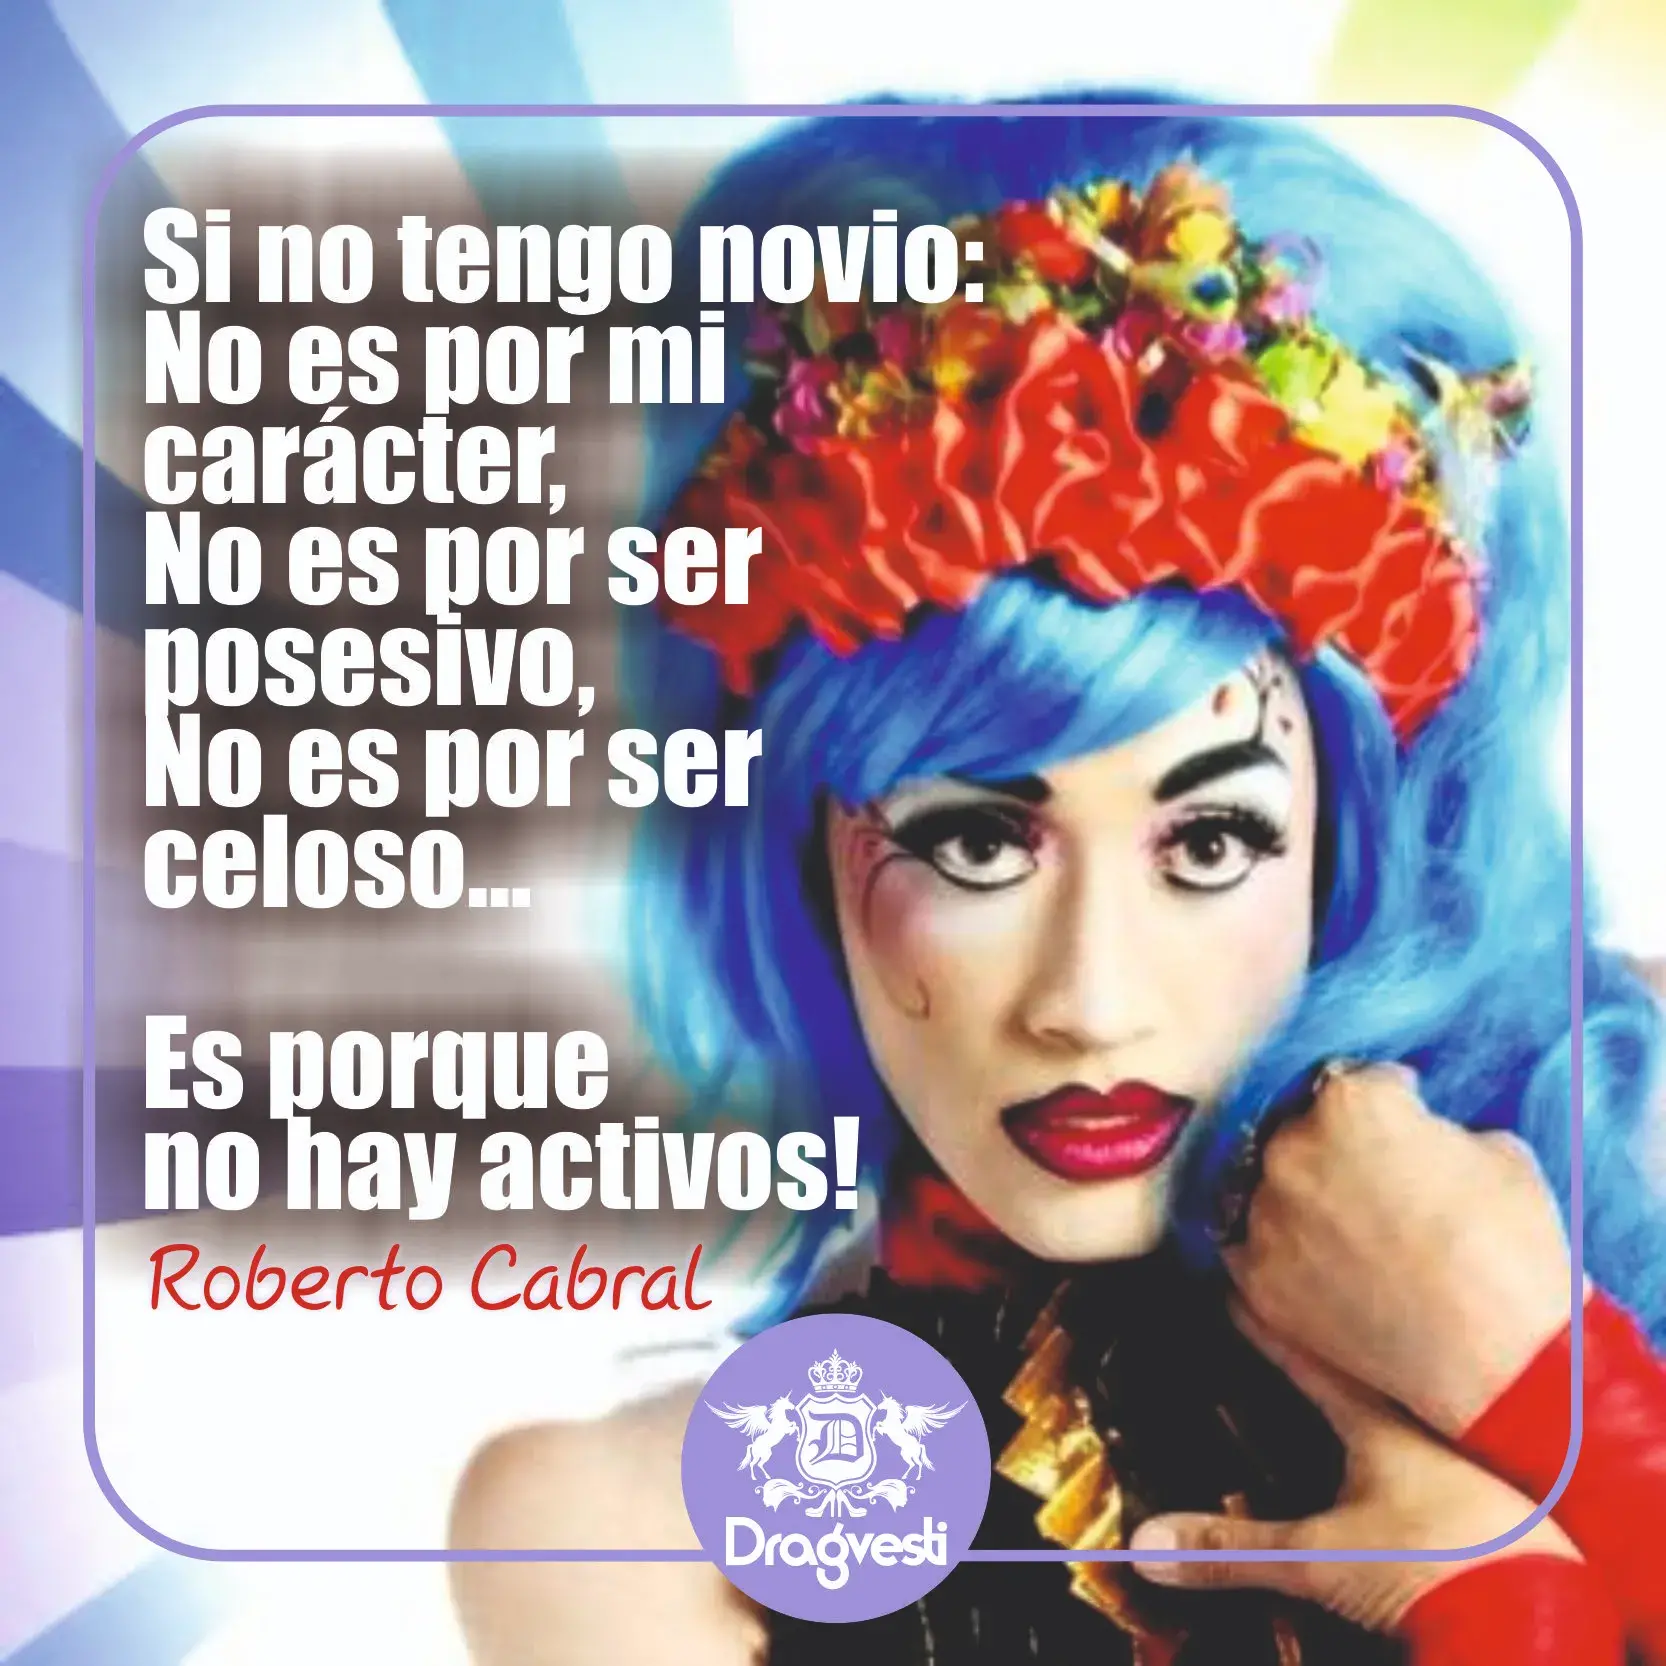 Si no tengo novio:
No es por mi
carácter,
No es por ser
posesivo,
No es por ser
celoso...
Es porque
no hay activos!
Roberto Cabral
D
Dragvesti